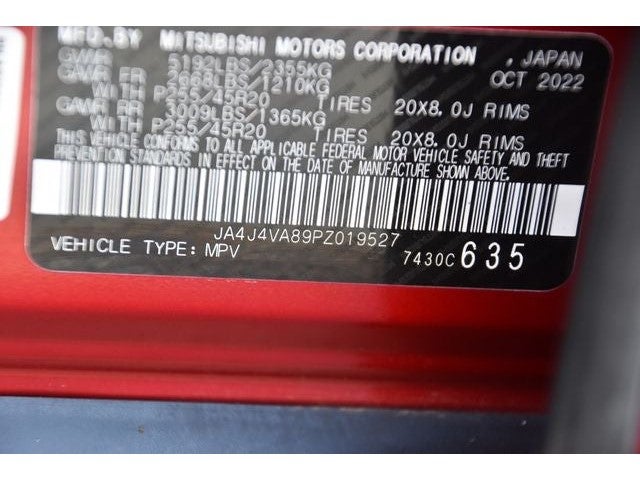 MFD.BY MITSUBISHI MOTORS CORPORATION , JAPAN
GVWR 5192LBS/2355KG OCT 2022
GAWR FR 2668LBS/1210KG
WITH P255/45R20 TIRES 20X8.0J RIMS
GAWR RR 3009LBS/1365KG
WITH P255/45R20 TIRES 20X8.0J RIMS
THIS VEHICLE CONFORMS TO ALL APPLICABLE FEDERAL MOTOR VEHICLE SAFETY AND THEFT
PREVENTION STANDARDS IN EFFECT ON THE DATE OF MANUFACTURE SHOWN ABOVE.
JA4J4VA89PZ019527
VEHICLE TYPE: MPV 7430C 635